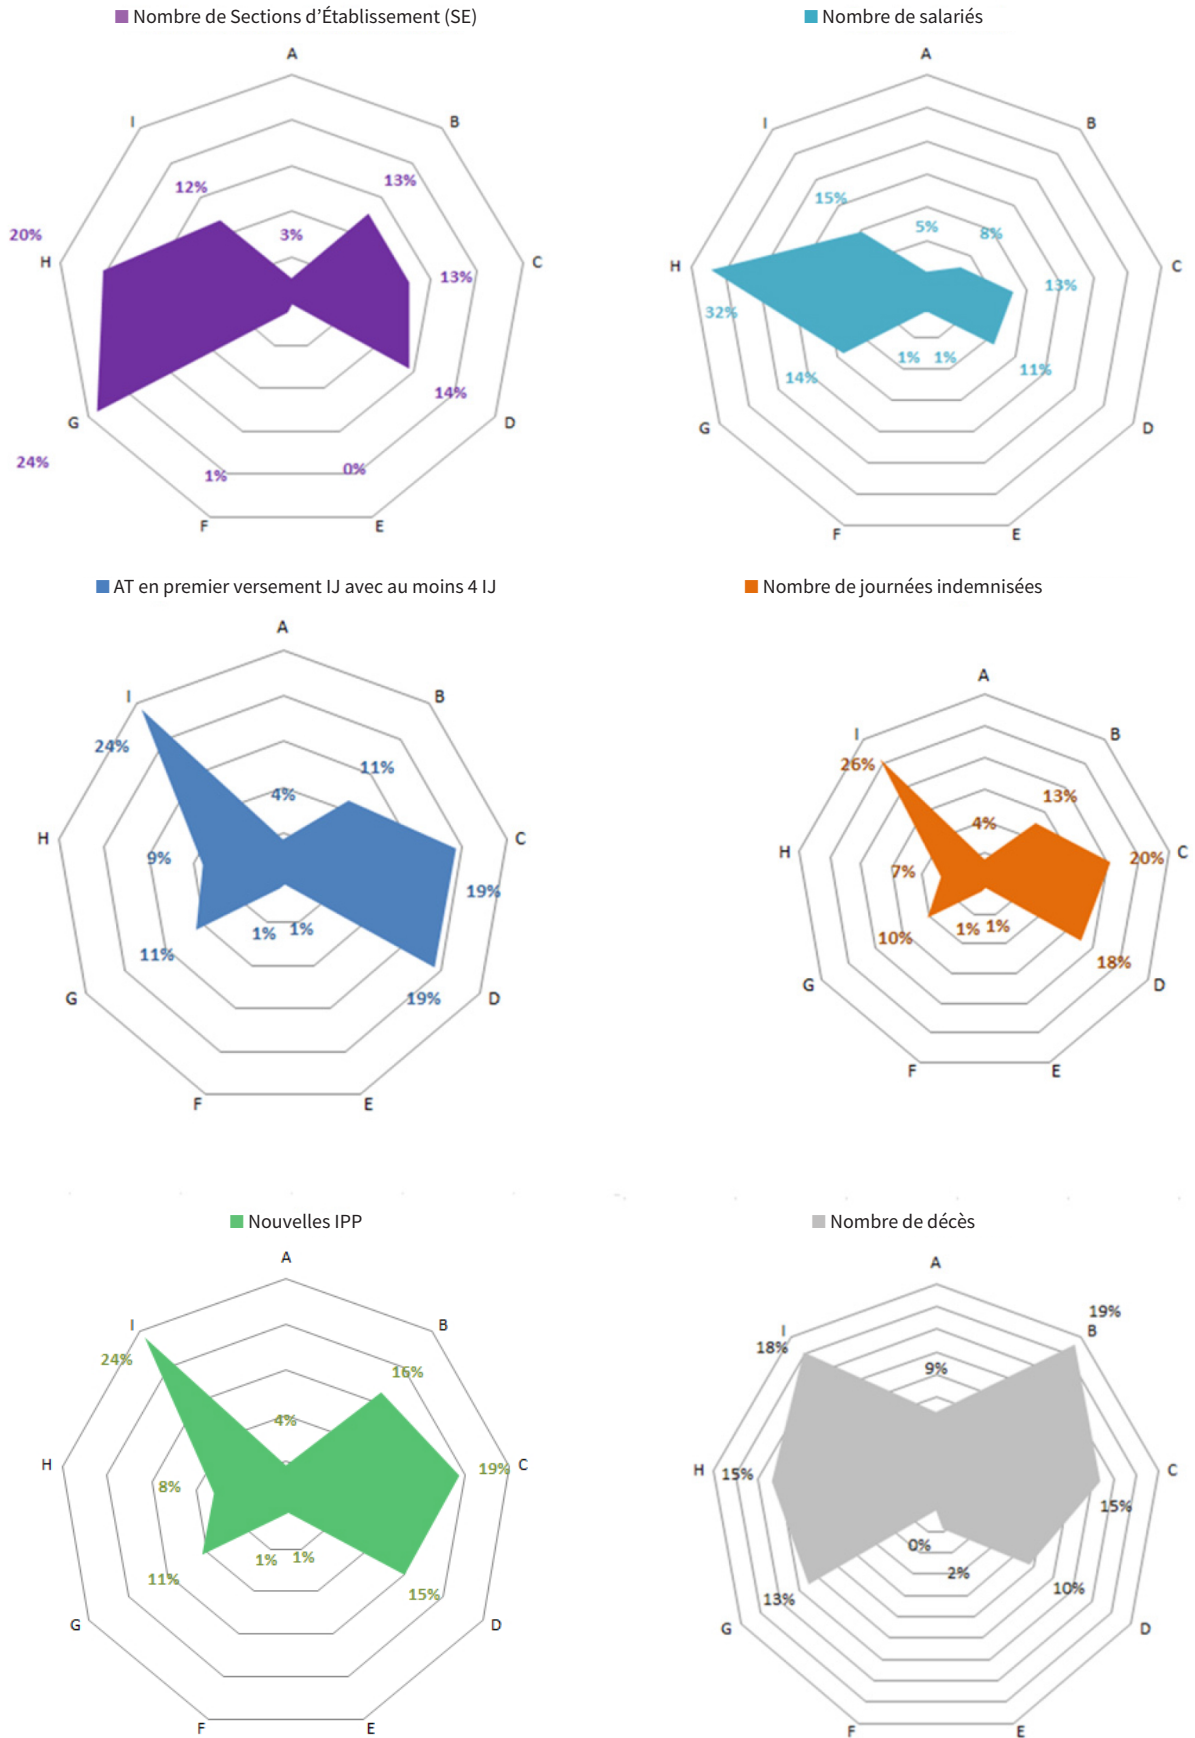 Nombre de Sections d’Établissement (SE)
A
B
C
D
E
F
G
H
I
3%
13%
13%
14%
0%
1%
24%
20%
12%
Nombre de salariés
A
B
C
D
E
F
G
H
I
5%
8%
13%
11%
1%
1%
14%
32%
15%
AT en premier versement IJ avec au moins 4 IJ
A
B
C
D
E
F
G
H
I
4%
11%
19%
19%
1%
1%
11%
9%
24%
Nombre de journées indemnisées
A
B
C
D
E
F
G
H
I
4%
13%
20%
18%
1%
1%
10%
7%
26%
Nouvelles IPP
A
B
C
D
E
F
G
H
I
4%
16%
19%
15%
1%
1%
11%
8%
24%
Nombre de décès
A
B
C
D
E
F
G
H
I
9%
19%
15%
10%
2%
0%
13%
15%
18%